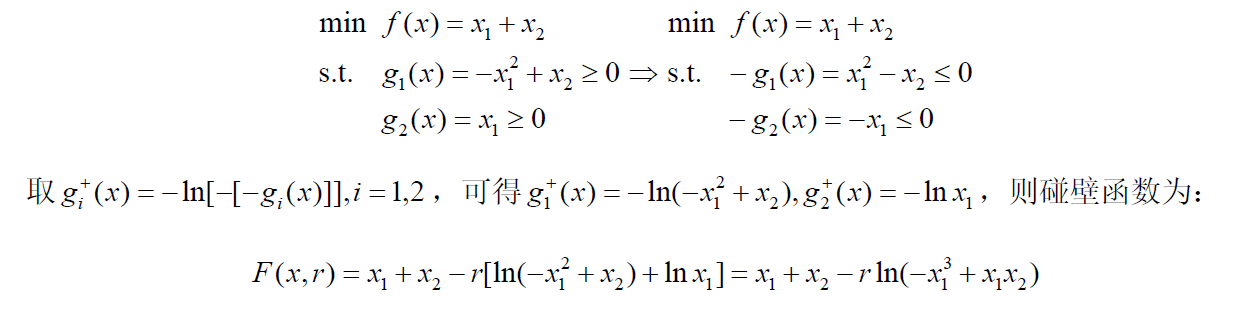 min f(x) = x₁ + x₂ min f(x) = x₁ + x₂
s.t. g₁(x) = −x₁² + x₂ ≥ 0 ⇒ s.t. −g₁(x) = x₁² − x₂ ≤ 0
g₂(x) = x₁ ≥ 0 −g₂(x) = −x₁ ≤ 0
取 gᵢ⁺(x) = −ln[−[−gᵢ(x)]], i = 1,2 ，可得 g₁⁺(x) = −ln(−x₁² + x₂), g₂⁺(x) = −ln x₁ ，则碰壁函数为：
F(x,r) = x₁ + x₂ − r[ln(−x₁² + x₂) + ln x₁] = x₁ + x₂ − r ln(−x₁³ + x₁x₂)